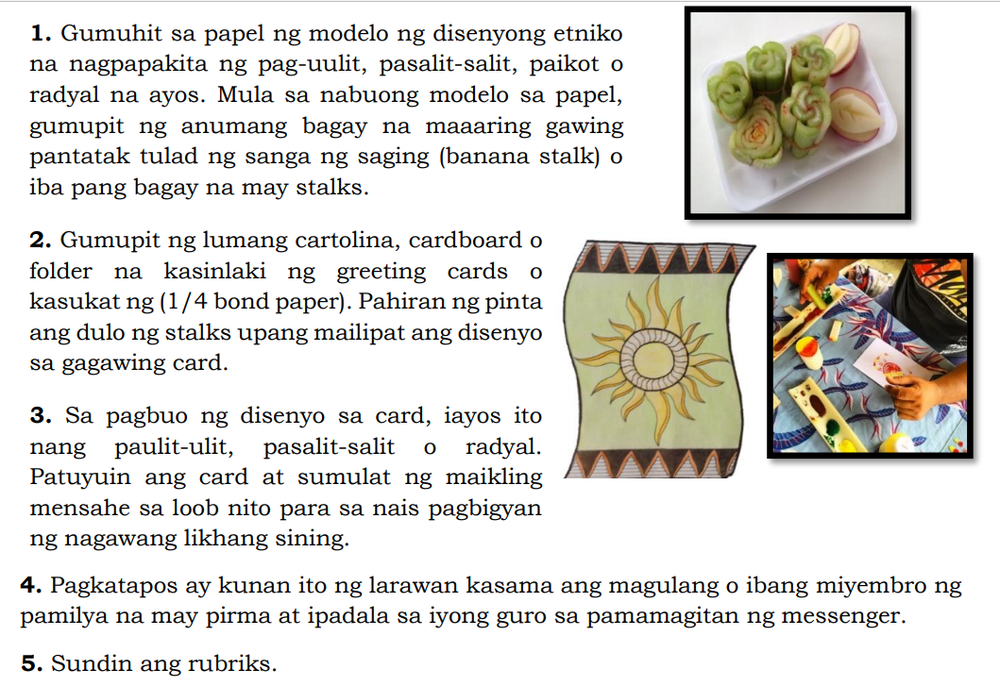 1. Gumuhit sa papel ng modelo ng disenyong etniko
na nagpapakita ng pag-uulit, pasalit-salit, paikot o
radyal na ayos. Mula sa nabuong modelo sa papel,
gumupit ng anumang bagay na maaaring gawing
pantatak tulad ng sanga ng saging (banana stalk) o
iba pang bagay na may stalks.
2. Gumupit ng lumang cartolina, cardboard o
folder na kasinlaki ng greeting cards o
kasukat ng (1/4 bond paper). Pahiran ng pinta
ang dulo ng stalks upang mailipat ang disenyo
sa gagawing card.
3. Sa pagbuo ng disenyo sa card, iayos ito
nang paulit-ulit, pasalit-salit o radyal.
Patuyuin ang card at sumulat ng maikling
mensahe sa loob nito para sa nais pagbigyan
ng nagawang likhang sining.
4. Pagkatapos ay kunan ito ng larawan kasama ang magulang o ibang miyembro ng
pamilya na may pirma at ipadala sa iyong guro sa pamamagitan ng messenger.
5. Sundin ang rubriks.